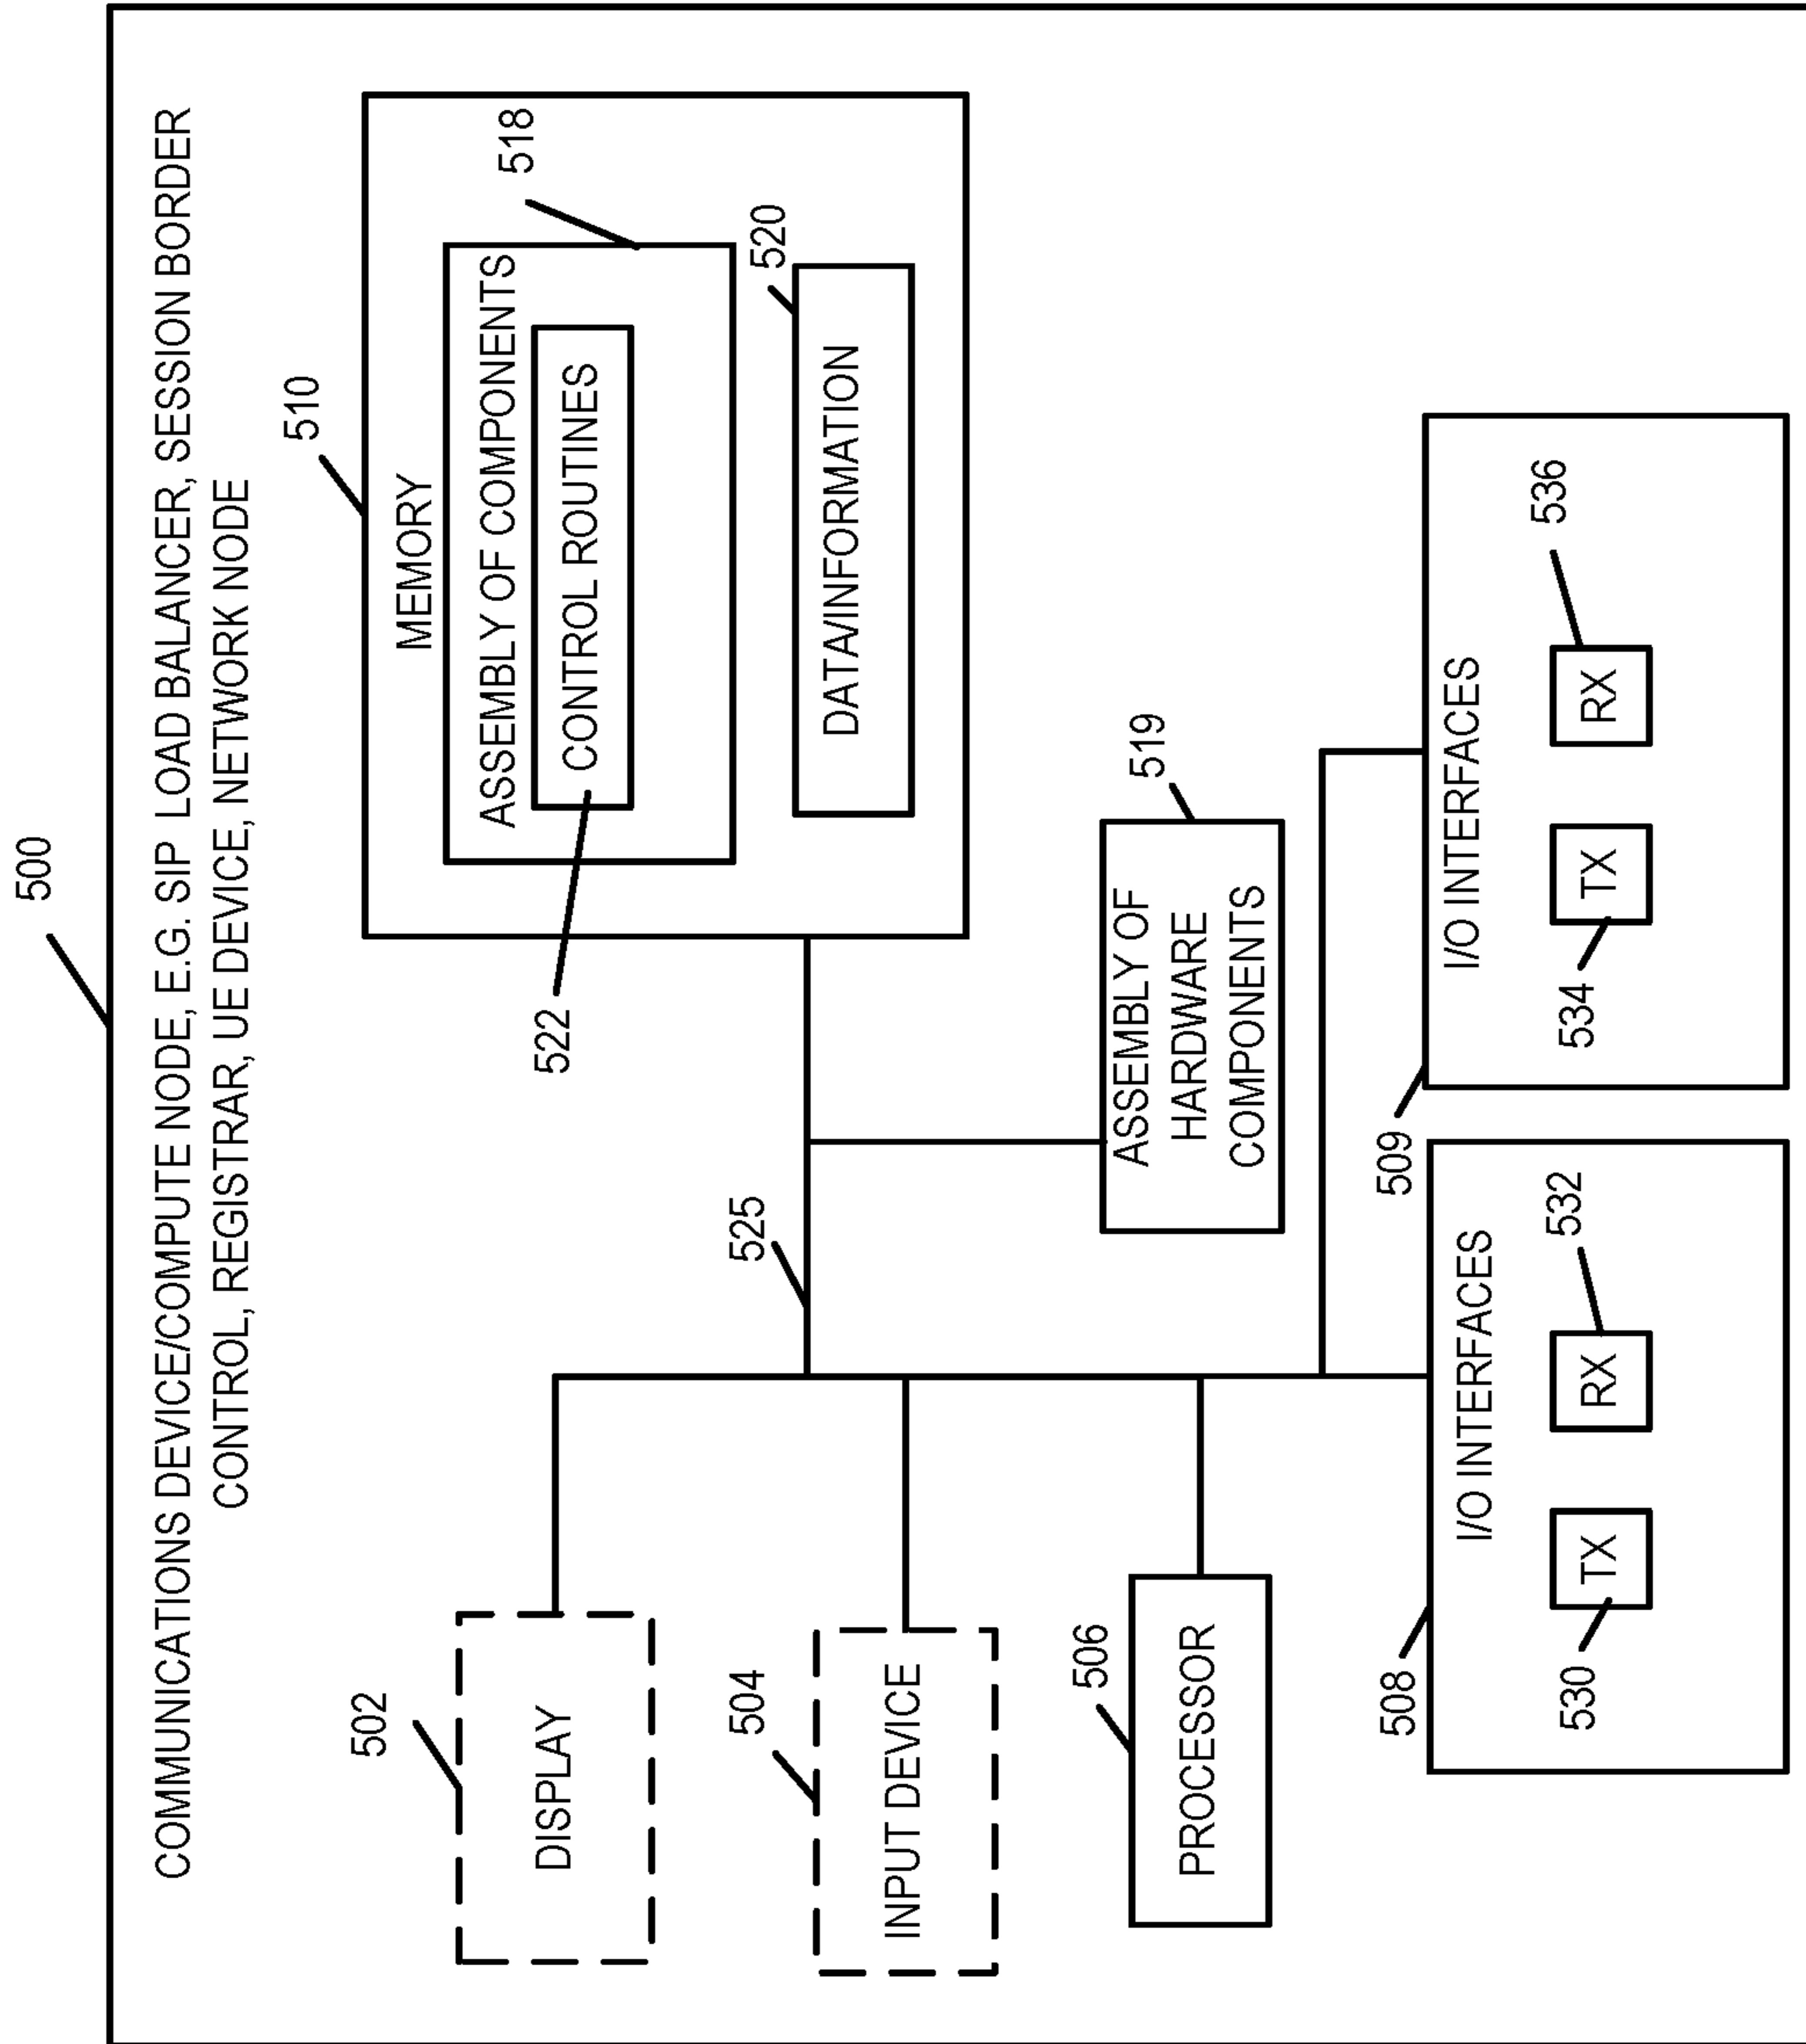 500
COMMUNICATIONS DEVICE/COMPUTE NODE, E.G. SIP LOAD BALANCER, SESSION BORDER
CONTROL, REGISTRAR, UE DEVICE, NETWORK NODE
502
DISPLAY
504
INPUT DEVICE
506
PROCESSOR
510
MEMORY
518
ASSEMBLY OF COMPONENTS
CONTROL ROUTINES
522
520
DATA/INFORMATION
525
519
ASSEMBLY OF
HARDWARE
COMPONENTS
508
I/O INTERFACES
TX
RX
530
532
509
I/O INTERFACES
TX
RX
534
536